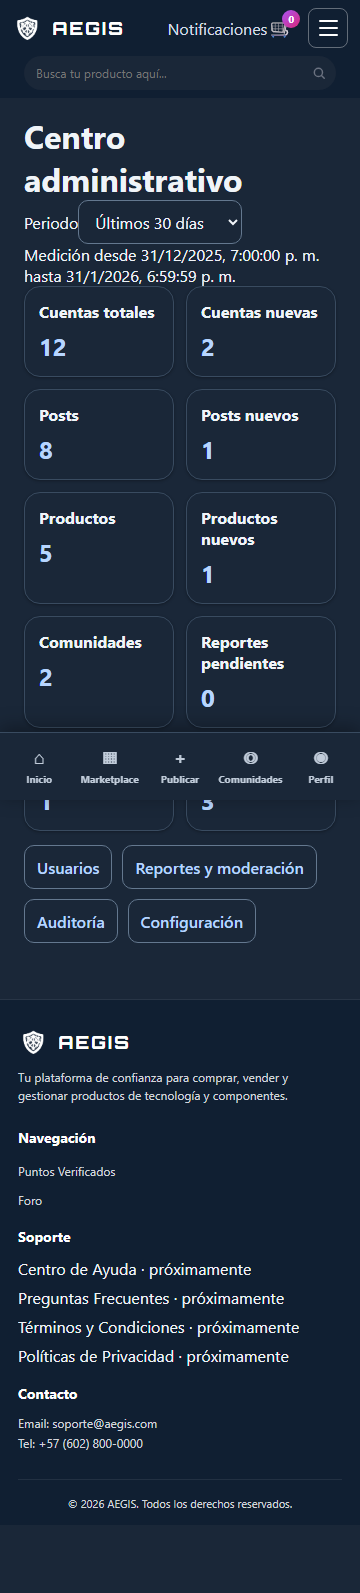 AEGIS
Notificaciones
0
Busca tu producto aquí...
Centro
administrativo
Periodo
Últimos 30 días
Medición desde 31/12/2025, 7:00:00 p. m.
hasta 31/1/2026, 6:59:59 p. m.
Cuentas totales
12
Cuentas nuevas
2
Posts
8
Posts nuevos
1
Productos
5
Productos
nuevos
1
Comunidades
2
Reportes
pendientes
0
Inicio
Marketplace
Publicar
Comunidades
Perfil
Usuarios
Reportes y moderación
Auditoría
Configuración
AEGIS
Tu plataforma de confianza para comprar, vender y
gestionar productos de tecnología y componentes.
Navegación
Puntos Verificados
Foro
Soporte
Centro de Ayuda · próximamente
Preguntas Frecuentes · próximamente
Términos y Condiciones · próximamente
Políticas de Privacidad · próximamente
Contacto
Email: soporte@aegis.com
Tel: +57 (602) 800-0000
© 2026 AEGIS. Todos los derechos reservados.